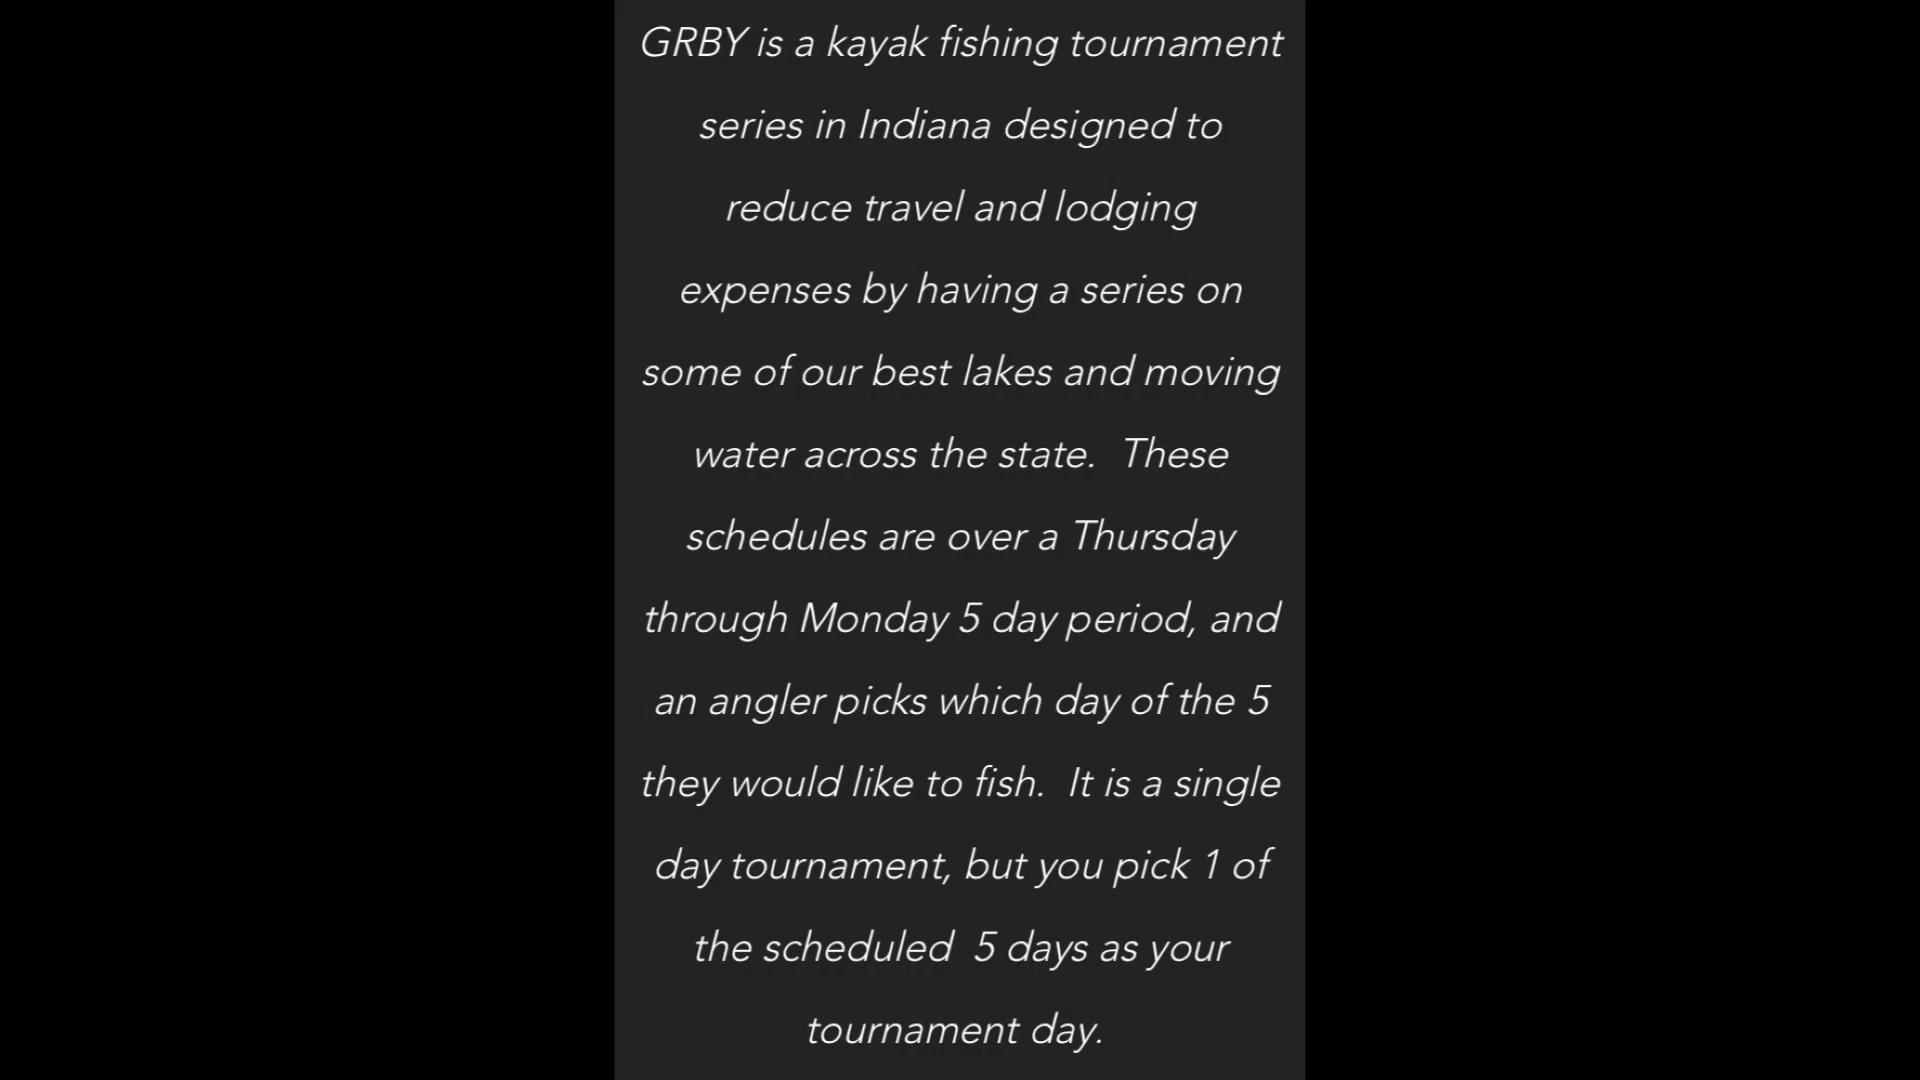 GRBY is a kayak fishing tournament
series in Indiana designed to
reduce travel and lodging
expenses by having a series on
some of our best lakes and moving
water across the state.  These
schedules are over a Thursday
through Monday 5 day period, and
an angler picks which day of the 5
they would like to fish.  It is a single
day tournament, but you pick 1 of
the scheduled  5 days as your
tournament day.